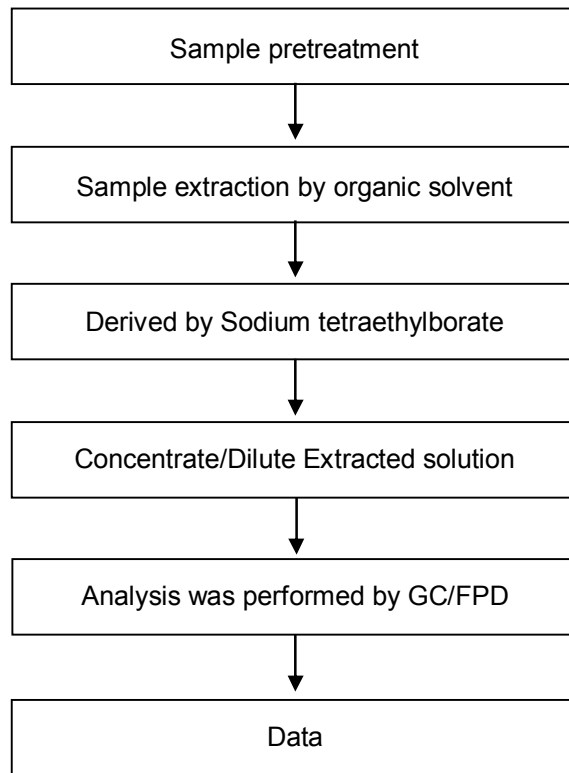 Sample pretreatment
Sample extraction by organic solvent
Derived by Sodium tetraethylborate
Concentrate/Dilute Extracted solution
Analysis was performed by GC/FPD
Data